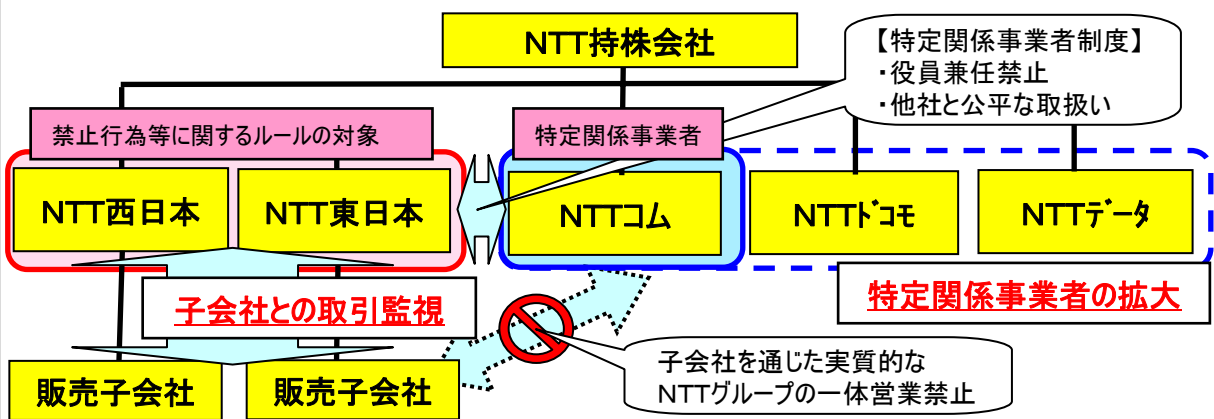 NTT持株会社
【特定関係事業者制度】
・役員兼任禁止
・他社と公平な取扱い
禁止行為等に関するルールの対象
特定関係事業者
NTT西日本
NTT東日本
NTTコム
NTTﾄﾞｺﾓ
NTTﾃﾞｰﾀ
子会社との取引監視
特定関係事業者の拡大
子会社を通じた実質的な
NTTグループの一体営業禁止
販売子会社
販売子会社